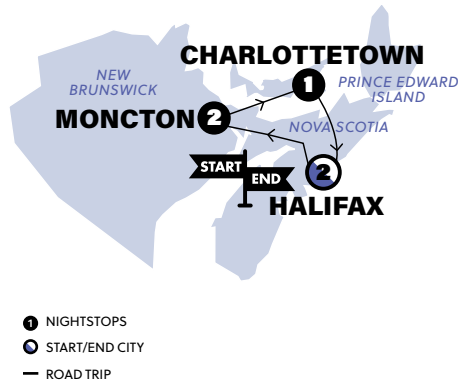 CHARLOTTETOWN
NEW
BRUNSWICK
1
PRINCE EDWARD
ISLAND
MONCTON 2
NOVA SCOTIA
START
END
2
HALIFAX
1 NIGHTSTOPS
START/END CITY
ROAD TRIP